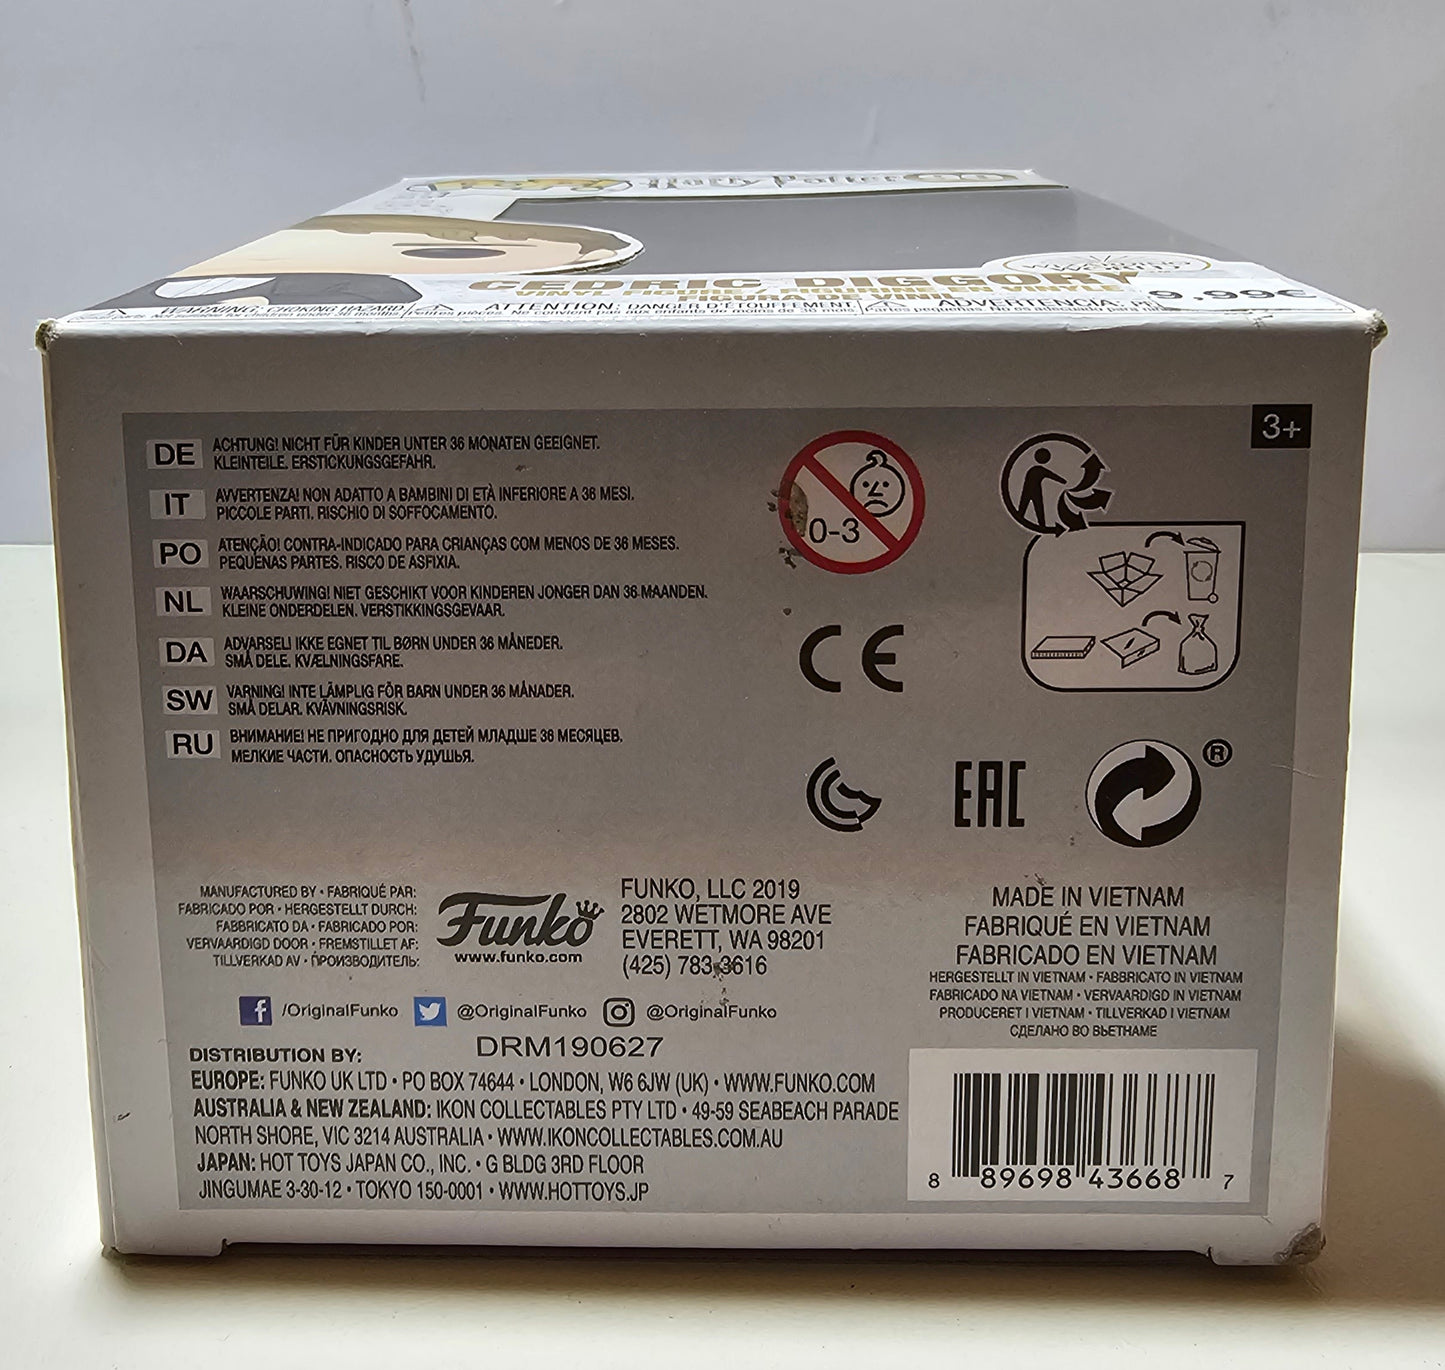 Harry Potter
CEDRIC DIGGORY
VINYL FIGURE/ FIGURINE EN VINYLE
WARNING: CHOKING HAZARD
ATTENTION: DANGER D'ÉTOUFFEMENT.
ADVERTENCIA:
9,99€
3+
DE ACHTUNG! NICHT FÜR KINDER UNTER 36 MONATEN GEEIGNET.
KLEINTEILE. ERSTICKUNGSGEFAHR.
IT AVVERTENZA! NON ADATTO A BAMBINI DI ETÀ INFERIORE A 36 MESI.
PICCOLE PARTI. RISCHIO DI SOFFOCAMENTO.
PO ATENÇÃO! CONTRA-INDICADO PARA CRIANÇAS COM MENOS DE 36 MESES.
PEQUENAS PARTES. RISCO DE ASFIXIA.
NL WAARSCHUWING! NIET GESCHIKT VOOR KINDEREN JONGER DAN 36 MAANDEN.
KLEINE ONDERDELEN. VERSTIKKINGSGEVAAR.
DA ADVARSEL! IKKE EGNET TIL BØRN UNDER 36 MÅNEDER.
SMÅ DELE. KVÆLNINGSFARE.
SW VARNING! INTE LÄMPLIG FÖR BARN UNDER 36 MÅNADER.
SMÅ DELAR. KVÄVNINGSRISK.
RU ВНИМАНИЕ! НЕ ПРИГОДНО ДЛЯ ДЕТЕЙ МЛАДШЕ 36 МЕСЯЦЕВ.
МЕЛКИЕ ЧАСТИ. ОПАСНОСТЬ УДУШЬЯ.
0-3
CE
EAC
®
MANUFACTURED BY • FABRIQUÉ PAR:
FABRICADO POR • HERGESTELLT DURCH:
FABBRICATO DA • FABRICADO POR:
VERVAARDIGD DOOR • FREMSTILLET AF:
TILLVERKAD AV • ПРОИЗВОДИТЕЛЬ:
Funko
www.funko.com
FUNKO, LLC 2019
2802 WETMORE AVE
EVERETT, WA 98201
(425) 783-3616
/OriginalFunko @OriginalFunko @OriginalFunko
DRM190627
MADE IN VIETNAM
FABRIQUÉ EN VIETNAM
FABRICADO EN VIETNAM
HERGESTELLT IN VIETNAM • FABBRICATO IN VIETNAM
FABRICADO NA VIETNAM • VERVAARDIGD IN VIETNAM
PRODUCERET I VIETNAM • TILLVERKAD I VIETNAM
СДЕЛАНО ВО ВЬЕТНАМЕ
DISTRIBUTION BY:
EUROPE: FUNKO UK LTD • PO BOX 74644 • LONDON, W6 6JW (UK) • WWW.FUNKO.COM
AUSTRALIA & NEW ZEALAND: IKON COLLECTABLES PTY LTD • 49-59 SEABEACH PARADE
NORTH SHORE, VIC 3214 AUSTRALIA • WWW.IKONCOLLECTABLES.COM.AU
JAPAN: HOT TOYS JAPAN CO., INC. • G BLDG 3RD FLOOR
JINGUMAE 3-30-12 • TOKYO 150-0001 • WWW.HOTTOYS.JP
8 89698 43668 7